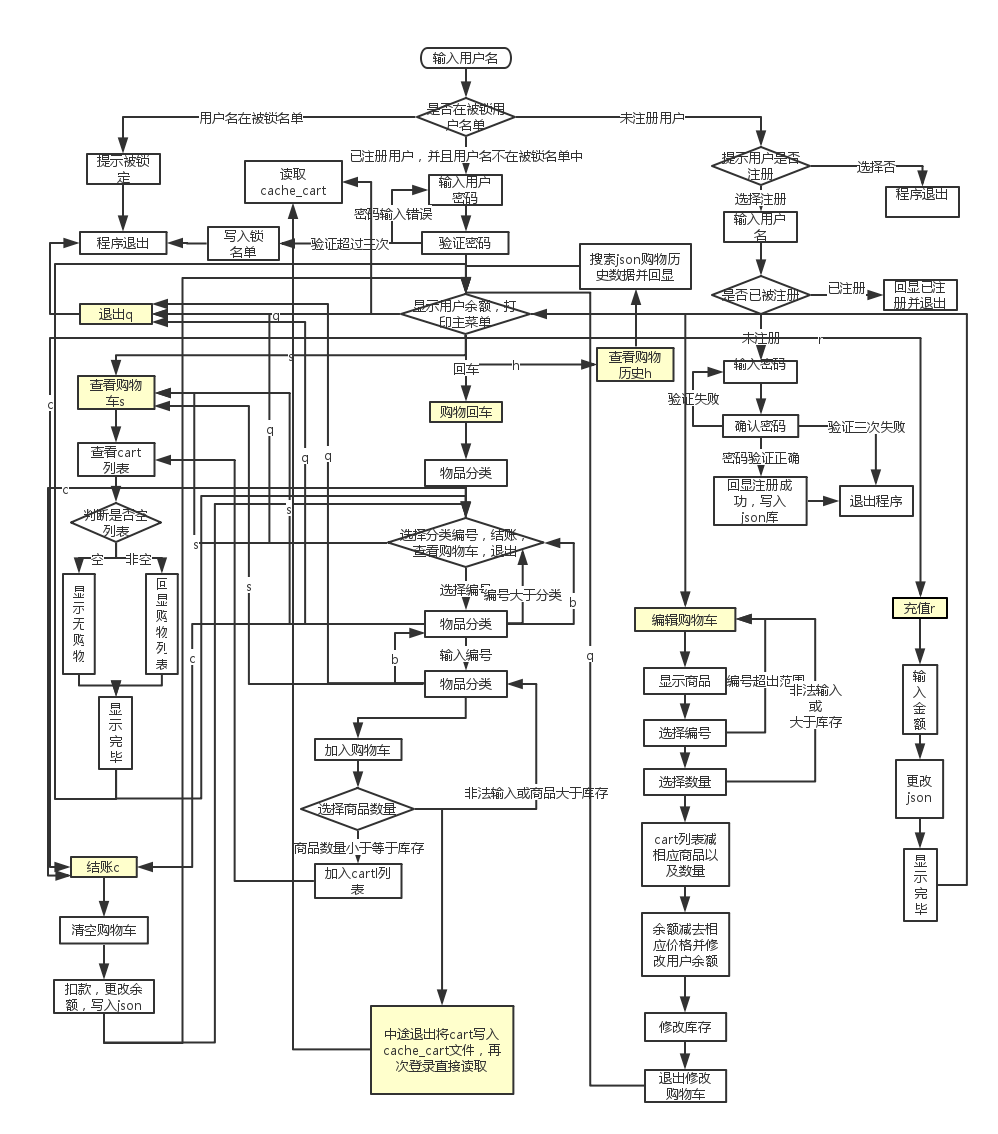 输入用户名
是否在被锁用
户名单
用户名在被锁名单
未注册用户
已注册用户，并且用户名不在被锁名单中
提示被锁
定
读取
cache_cart
输入用户
密码
密码输入错误
提示用户是否
注册
选择否
程序退出
选择注册
输入用户
名
程序退出
写入锁
名单
验证超过三次
验证密码
搜索json购物历
史数据并回显
是否已被注册
已注册
回显已注
册并退出
退出q
q
显示用户余额，打
印主菜单
未注册
r
s
回车
h
查看购物
历史h
输入密码
验证失败
查看购物
车s
c
购物回车
确认密码
验证三次失败
q
q
q
查看cart
列表
物品分类
密码验证正确
c
回显注册成
功，写入
json库
退出程序
s
判断是否空
列表
选择分类编号，结账，
查看购物车，退出
s
空
非空
显
示
无
购
物
回
显
购
物
列
表
s
选择编号
编号大于分类
b
物品分类
编辑购物车
充值r
输入编号
b
c
q
物品分类
显示商品
编号超出范围
非法输入
或
大于库存
输
入
金
额
显
示
完
毕
选择编号
加入购物车
选择数量
更改
json
选择商品数量
非法输入或商品大于库存
商品数量小于等于库存
cart列表减
相应商品以
及数量
结账c
加入cart列
表
显
示
完
毕
清空购物车
余额减去相
应价格并修
改用户余额
扣款，更改余
额，写入json
修改库存
中途退出将cart写入
cache_cart文件，再
次登录直接读取
退出修改
购物车